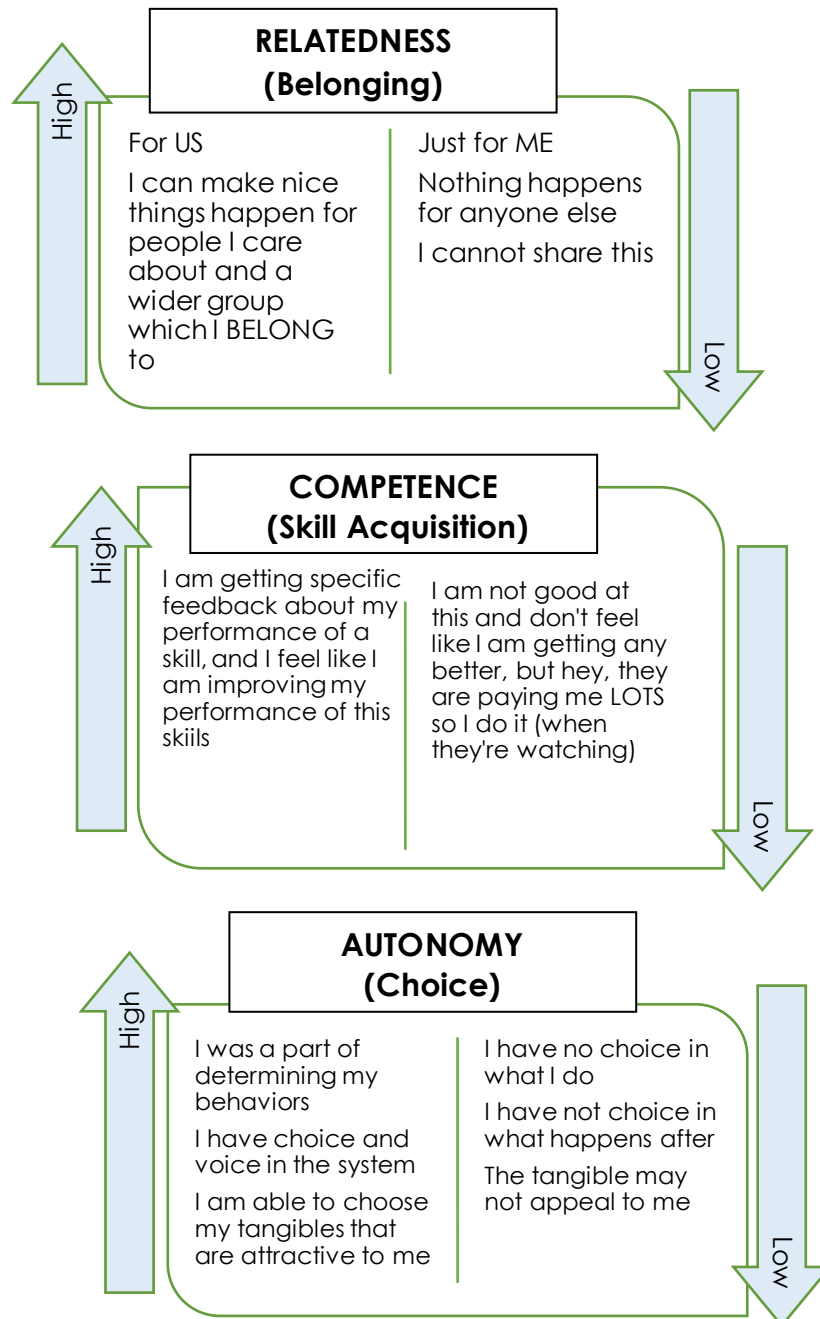 RELATEDNESS
(Belonging)
High
For US
I can make nice
things happen for
people I care
about and a
wider group
which I BELONG
to
Just for ME
Nothing happens
for anyone else
I cannot share this
Low
COMPETENCE
(Skill Acquisition)
High
I am getting specific
feedback about my
performance of a
skill, and I feel like I
am improving my
performance of this
skiils
I am not good at
this and don't feel
like I am getting any
better, but hey, they
are paying me LOTS
so I do it (when
they're watching)
Low
AUTONOMY
(Choice)
High
I was a part of
determining my
behaviors
I have choice and
voice in the system
I am able to choose
my tangibles that
are attractive to me
I have no choice in
what I do
I have not choice in
what happens after
The tangible may
not appeal to me
Low